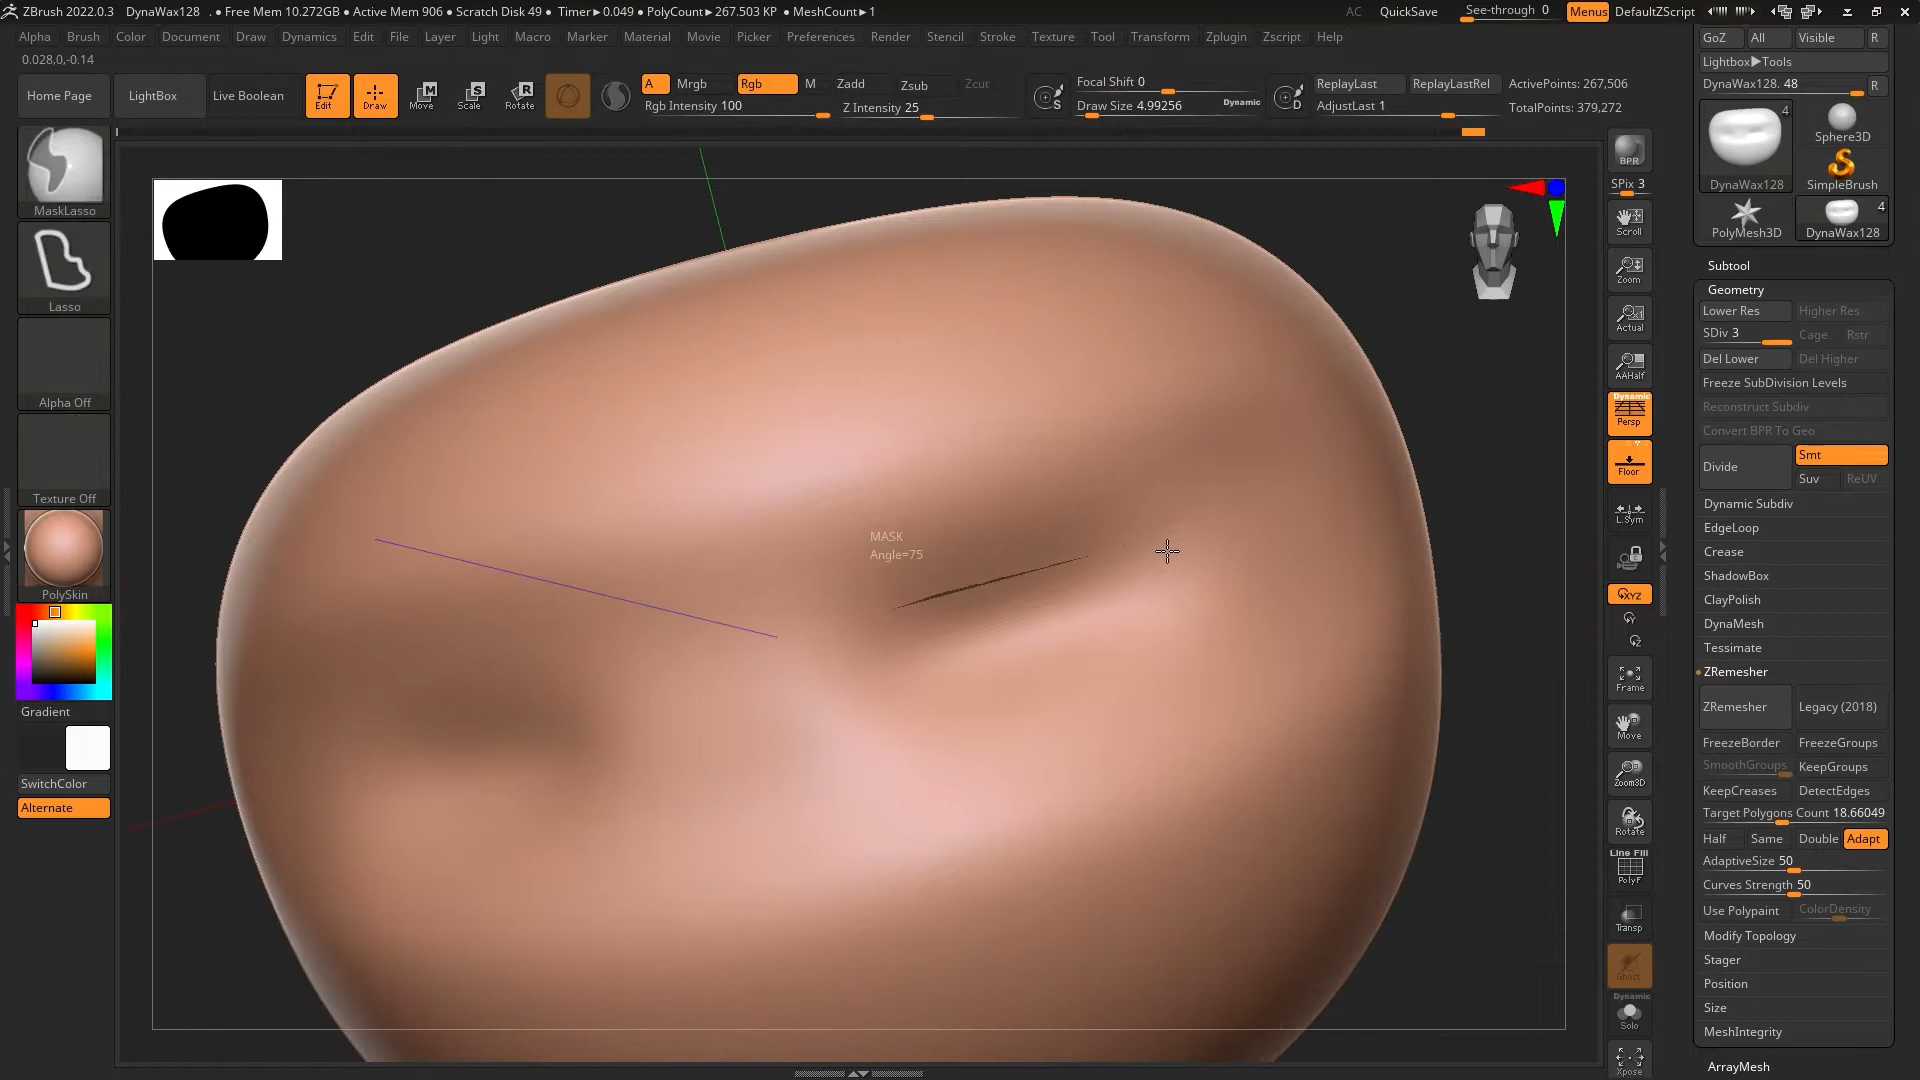 ZBrush 2022.0.3 DynaWax128 . ● Free Mem 10.272GB ● Active Mem 906 ● Scratch Disk 49 ● Timer►0.049 ● PolyCount►267.503 KP ● MeshCount►1
AC QuickSave See-through 0 Menus DefaultZScript
Alpha Brush Color Document Draw Dynamics Edit File Layer Light Macro Marker Material Movie Picker Preferences Render Stencil Stroke Texture Tool Transform Zplugin Zscript Help
0.028,0,-0.14
Home Page LightBox Live Boolean Edit Draw Move Scale Rotate
M S R
A Mrgb Rgb M Zadd Zsub Zcut
Rgb Intensity 100 Z Intensity 25
S Focal Shift 0
Draw Size 4.99256 Dynamic
D ReplayLast ReplayLastRel ActivePoints: 267,506
AdjustLast 1 TotalPoints: 379,272
MaskLasso
Lasso
Alpha Off
Texture Off
PolySkin
Gradient
SwitchColor
Alternate
MASK
Angle=75
BPR
SPix 3
Scroll
Zoom
Actual
AAHalf
Dynamic
Persp
Floor
L.Sym
XYZ
Y
Z
Frame
Move
Zoom3D
Rotate
Line Fill
PolyF
Transp
Ghost
Dynamic
Solo
Xpose
GoZ All Visible R
Lightbox►Tools
DynaWax128. 48 R
4
DynaWax128
Sphere3D
SimpleBrush
PolyMesh3D
4
DynaWax128
Subtool
Geometry
Lower Res Higher Res
SDiv 3 Cage Rstr
Del Lower Del Higher
Freeze SubDivision Levels
Reconstruct Subdiv
Convert BPR To Geo
Divide Smt
Suv ReUV
Dynamic Subdiv
EdgeLoop
Crease
ShadowBox
ClayPolish
DynaMesh
Tessimate
ZRemesher
ZRemesher Legacy (2018)
FreezeBorder FreezeGroups
SmoothGroups KeepGroups
KeepCreases DetectEdges
Target Polygons Count 18.66049
Half Same Double Adapt
AdaptiveSize 50
Curves Strength 50
Use Polypaint ColorDensity
Modify Topology
Stager
Position
Size
MeshIntegrity
ArrayMesh